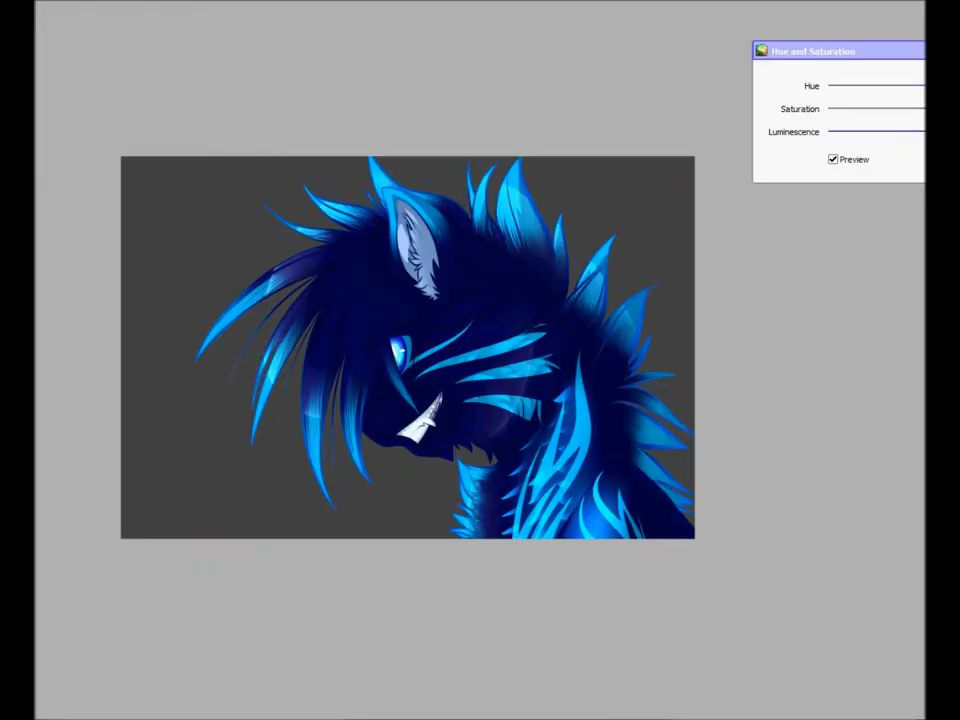 Hue and Saturation
Hue
Saturation
Luminescence
Preview